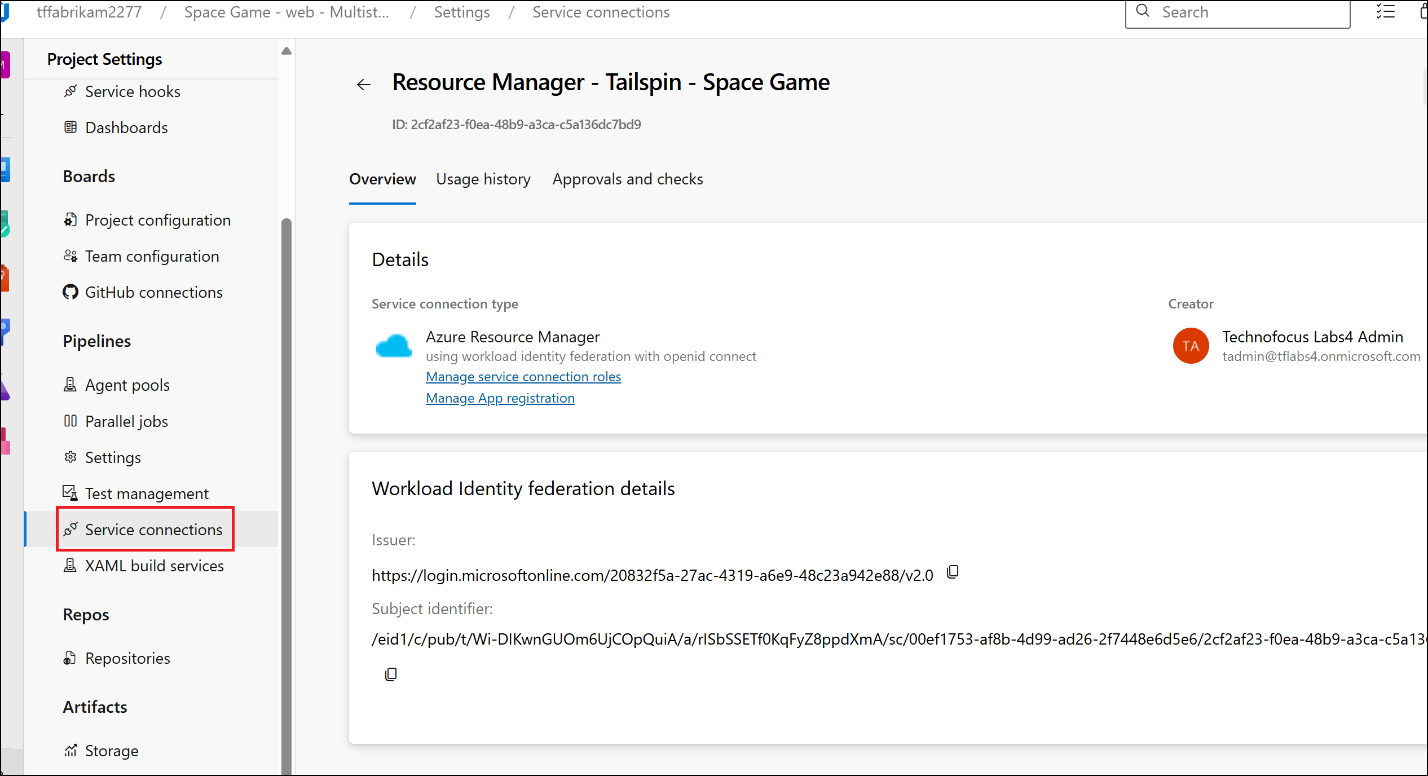 tffabrikam2277 / Space Game - web - Multist... / Settings / Service connections
Search
Project Settings
Service hooks
Dashboards
Boards
Project configuration
Team configuration
GitHub connections
Pipelines
Agent pools
Parallel jobs
Settings
Test management
Service connections
XAML build services
Repos
Repositories
Artifacts
Storage
Resource Manager - Tailspin - Space Game
ID: 2cf2af23-f0ea-48b9-a3ca-c5a136dc7bd9
Overview Usage history Approvals and checks
Details
Service connection type
Azure Resource Manager
using workload identity federation with openid connect
Manage service connection roles
Manage App registration
Creator
TA
Technofocus Labs4 Admin
tadmin@tflabs4.onmicrosoft.com
Workload Identity federation details
Issuer:
https://login.microsoftonline.com/20832f5a-27ac-4319-a6e9-48c23a942e88/v2.0
Subject identifier:
/eid1/c/pub/t/Wi-DIKwnGUOm6UjCOpQuiA/a/rISbSSETf0KqFyZ8ppdXmA/sc/00ef1753-af8b-4d99-ad26-2f7448e6d5e6/2cf2af23-f0ea-48b9-a3ca-c5a13